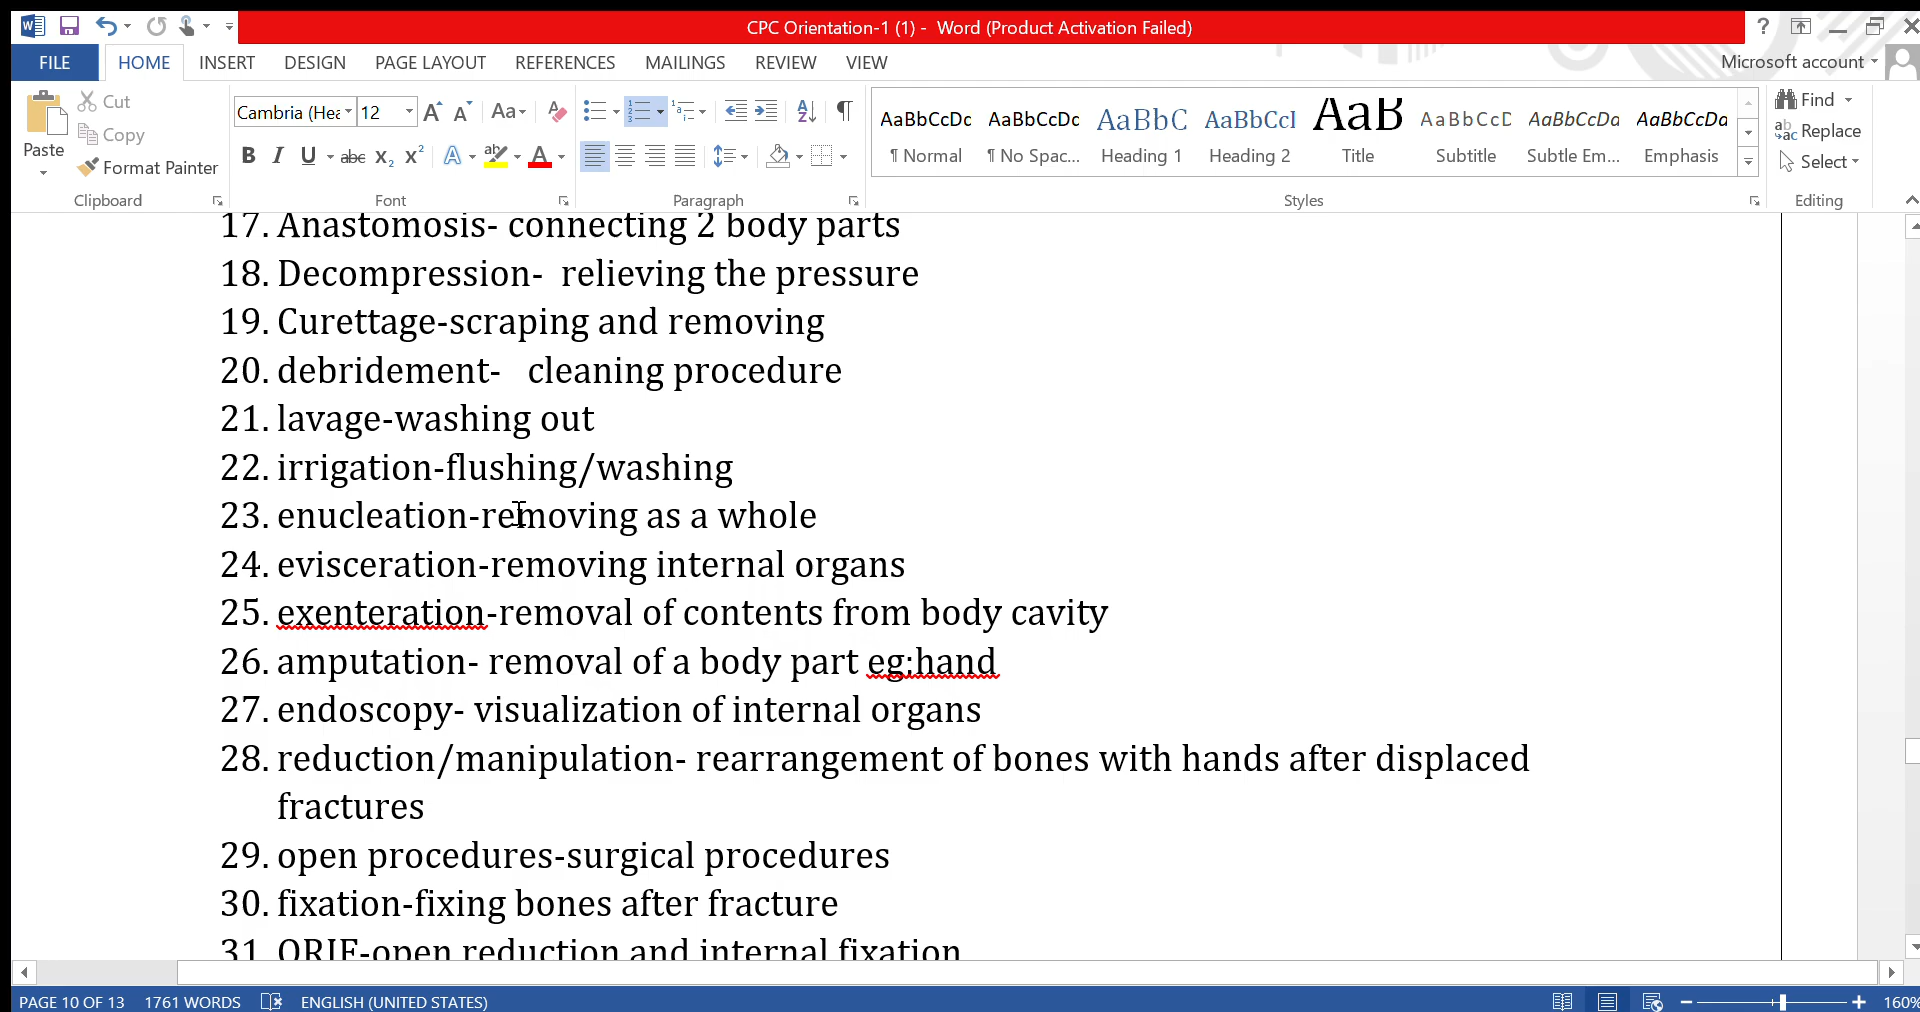 CPC Orientation-1 (1) - Word (Product Activation Failed)
FILE HOME INSERT DESIGN PAGE LAYOUT REFERENCES MAILINGS REVIEW VIEW Microsoft account
Paste Cut Copy Format Painter Clipboard
Cambria (Hea 12 Font
Paragraph
AaBbCcDc AaBbCcDc AaBbC AaBbCcI AaB AaBbCcD AaBbCcDa AaBbCcDa
¶ Normal ¶ No Spac... Heading 1 Heading 2 Title Subtitle Subtle Em... Emphasis
Styles
Find Replace Select Editing
17. Anastomosis- connecting 2 body parts
18. Decompression-  relieving the pressure
19. Curettage-scraping and removing
20. debridement-   cleaning procedure
21. lavage-washing out
22. irrigation-flushing/washing
23. enucleation-removing as a whole
24. evisceration-removing internal organs
25. exenteration-removal of contents from body cavity
26. amputation- removal of a body part eg;hand
27. endoscopy- visualization of internal organs
28. reduction/manipulation- rearrangement of bones with hands after displaced
fractures
29. open procedures-surgical procedures
30. fixation-fixing bones after fracture
31. ORIF-open reduction and internal fixation
PAGE 10 OF 13 1761 WORDS ENGLISH (UNITED STATES) 160%